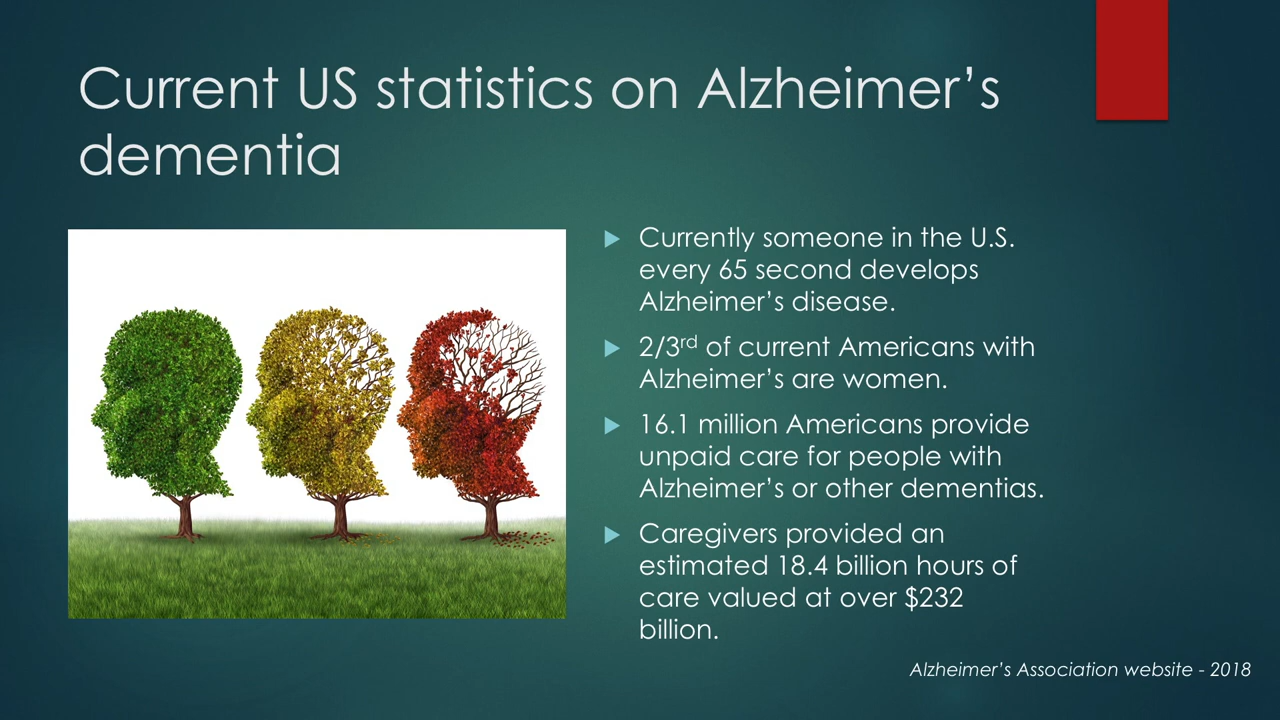 Current US statistics on Alzheimer’s
dementia
Currently someone in the U.S.
every 65 second develops
Alzheimer’s disease.
2/3rd of current Americans with
Alzheimer’s are women.
16.1 million Americans provide
unpaid care for people with
Alzheimer’s or other dementias.
Caregivers provided an
estimated 18.4 billion hours of
care valued at over $232
billion.
Alzheimer’s Association website - 2018